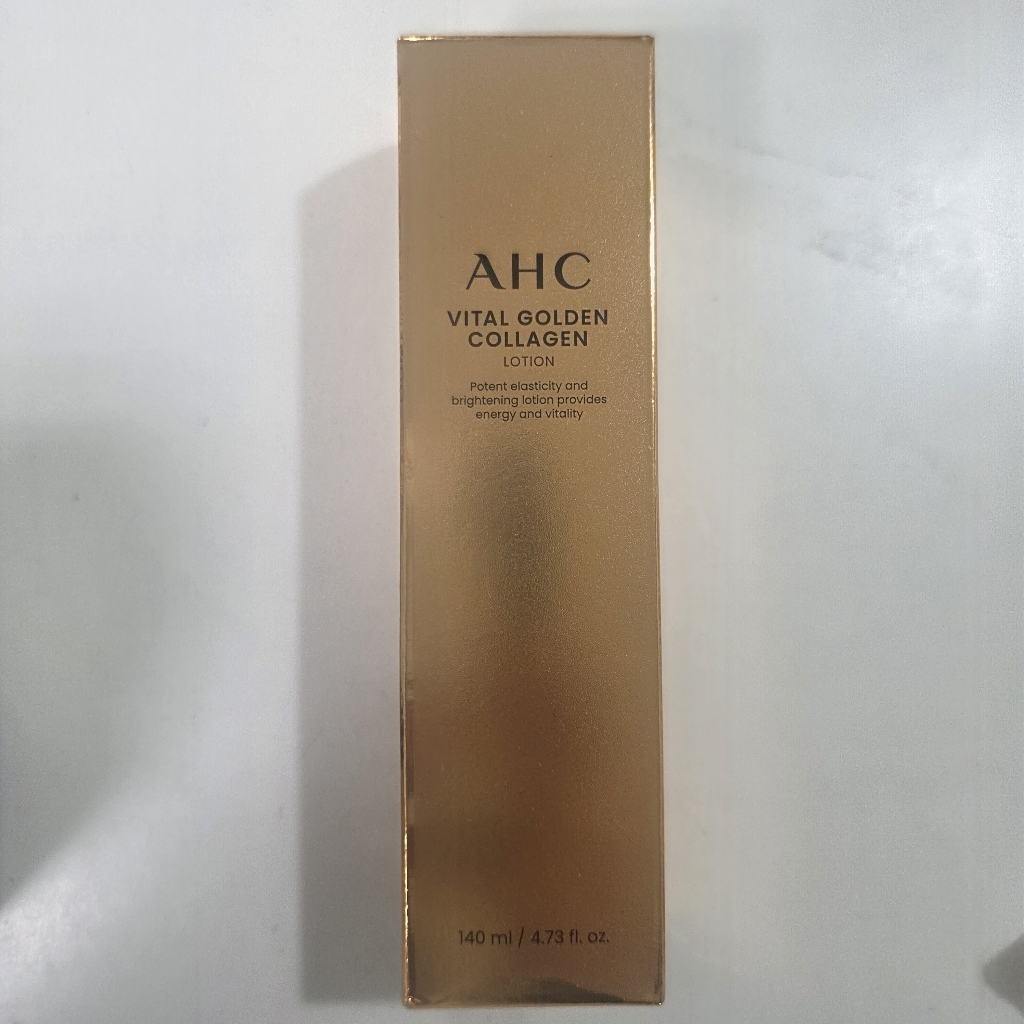 AHC
VITAL GOLDEN
COLLAGEN
LOTION
Potent elasticity and
brightening lotion provides
energy and vitality
140 ml / 4.73 fl. oz.